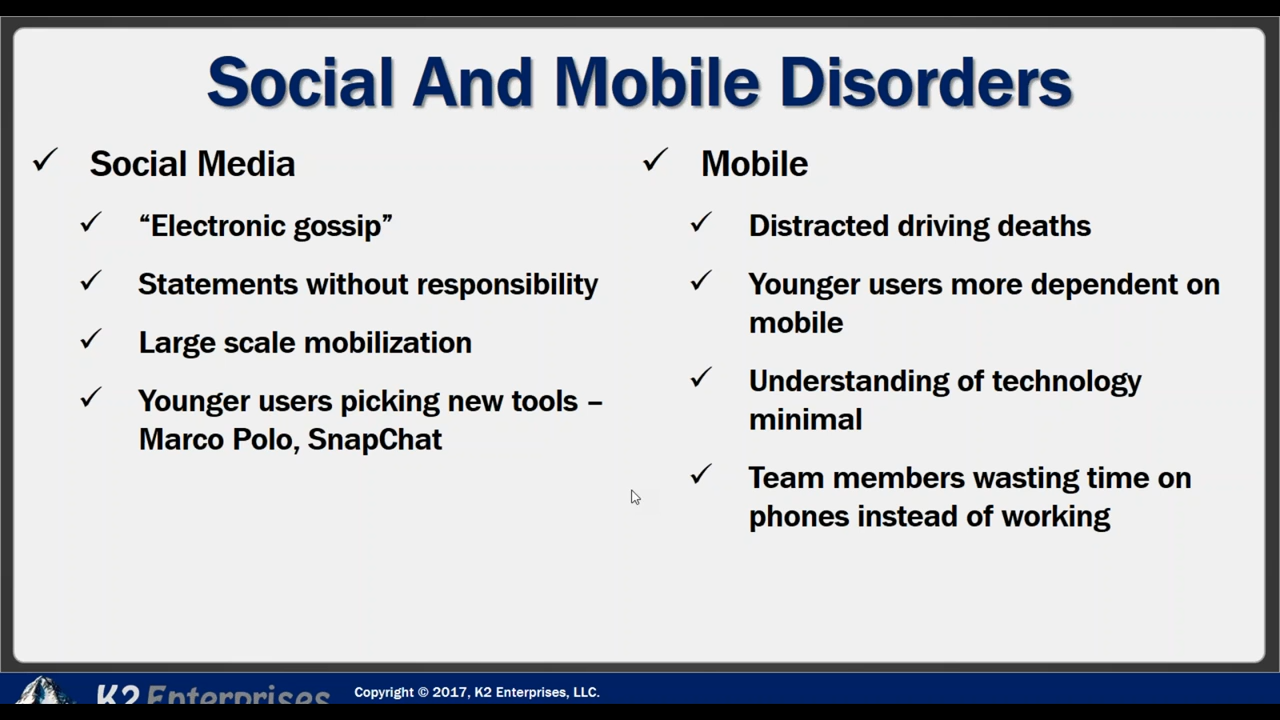 Social And Mobile Disorders
Social Media
“Electronic gossip”
Statements without responsibility
Large scale mobilization
Younger users picking new tools –
Marco Polo, SnapChat
Mobile
Distracted driving deaths
Younger users more dependent on
mobile
Understanding of technology
minimal
Team members wasting time on
phones instead of working
K2 Enterprises
Copyright © 2017, K2 Enterprises, LLC.